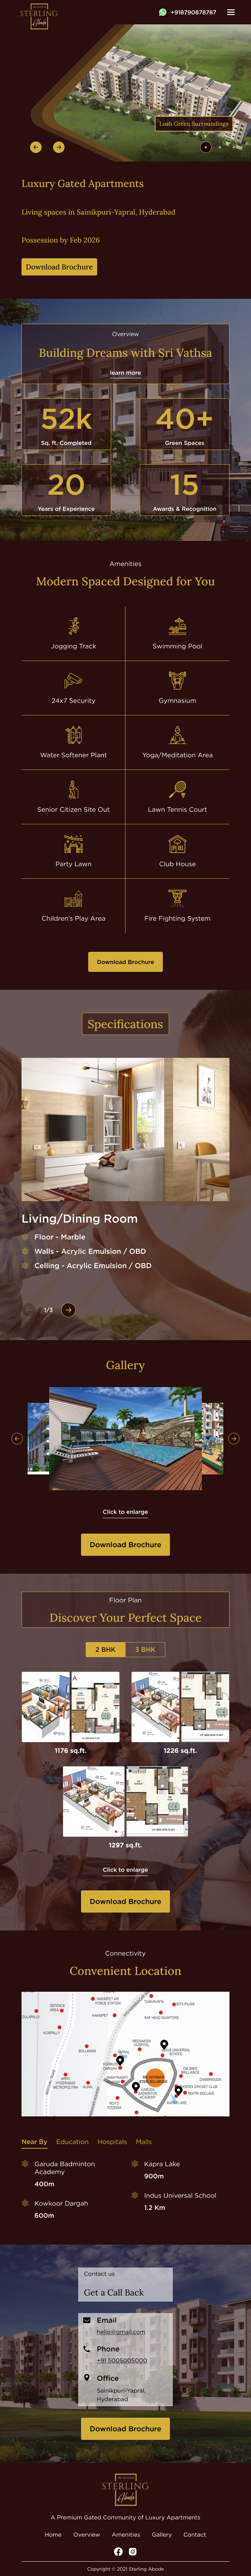 STERLING
Abode
+918790878787
Lush Green Surroundings
Luxury Gated Apartments
Living spaces in Sainikpuri-Yapral, Hyderabad
Possession by Feb 2026
Download Brochure
Overview
Building Dreams with Sri Vathsa
learn more
52k
Sq. ft. Completed
40+
Green Spaces
20
Years of Experience
15
Awards & Recognition
Amenities
Modern Spaced Designed for You
Jogging Track
Swimming Pool
24x7 Security
Gymnasium
Water Softener Plant
Yoga/Meditation Area
Senior Citizen Site Out
Lawn Tennis Court
Party Lawn
Club House
Children's Play Area
Fire Fighting System
Download Brochure
Specifications
Living/Dining Room
Floor - Marble
Walls - Acrylic Emulsion / OBD
Celling - Acrylic Emulsion / OBD
1/3
Gallery
Click to enlarge
Download Brochure
Floor Plan
Discover Your Perfect Space
2 BHK
3 BHK
A
1176 sq.ft.
1226 sq.ft.
1297 sq.ft.
Click to enlarge
Download Brochure
Connectivity
Convenient Location
Near By
Education
Hospitals
Malls
Garuda Badminton
Academy
400m
Kapra Lake
900m
Kowkoor Dargah
600m
Indus Universal School
1.2 Km
Contact us
Get a Call Back
Email
hello@gmail.com
Phone
+91 5005005000
Office
Sainikpuri-Yapral,
Hyderabad
Download Brochure
STERLING
Abode
A Premium Gated Community of Luxury Apartments
Home
Overview
Amenities
Gallery
Contact
Copyright © 2021 Sterling Abode